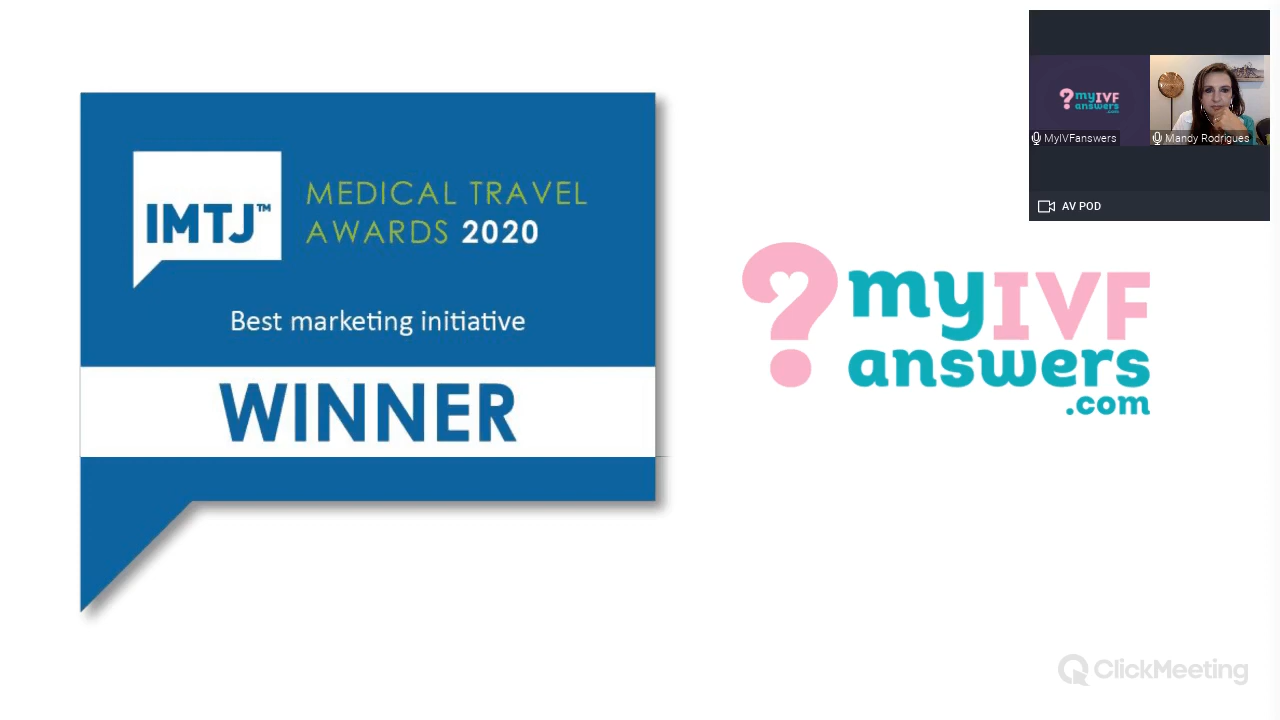 IMTJ™
MEDICAL TRAVEL
AWARDS 2020
Best marketing initiative
WINNER
?myIVF
answers
.com
?myIVF
answers
.com
MyIVFanswers
Mandy Rodrigues
AV POD
ClickMeeting